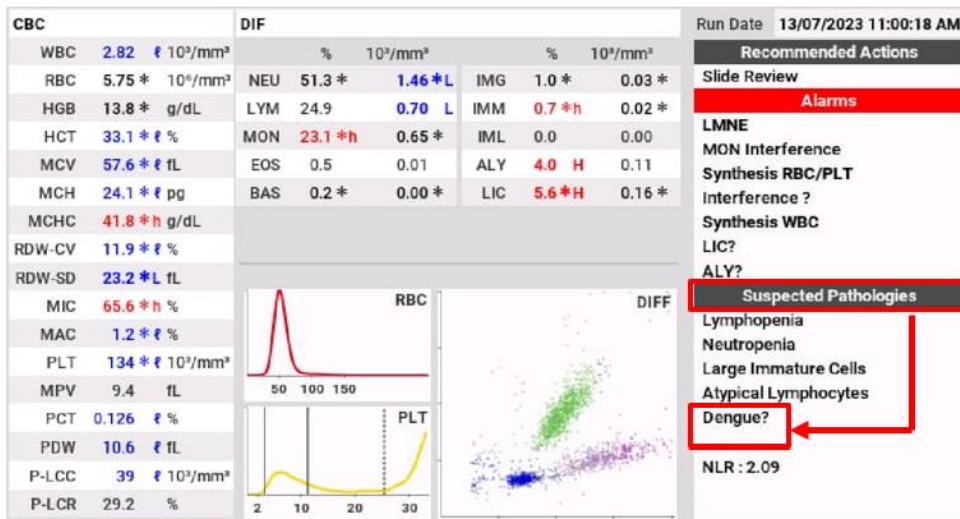 CBC
WBC 2.82 ℓ 10³/mm³
RBC 5.75 * 10⁶/mm³
HGB 13.8 * g/dL
HCT 33.1 * ℓ %
MCV 57.6 * ℓ fL
MCH 24.1 * ℓ pg
MCHC 41.8 * h g/dL
RDW-CV 11.9 * ℓ %
RDW-SD 23.2 * L fL
MIC 65.6 * h %
MAC 1.2 * ℓ %
PLT 134 * ℓ 10³/mm³
MPV 9.4 fL
PCT 0.126 ℓ %
PDW 10.6 ℓ fL
P-LCC 39 ℓ 10³/mm³
P-LCR 29.2 %
DIF
% 10³/mm³ % 10³/mm³
NEU 51.3 * 1.46 * L IMG 1.0 * 0.03 *
LYM 24.9 0.70 L IMM 0.7 * h 0.02 *
MON 23.1 * h 0.65 * IML 0.0 0.00
EOS 0.5 0.01 ALY 4.0 H 0.11
BAS 0.2 * 0.00 * LIC 5.6 * H 0.16 *
RBC
50 100 150
PLT
2 10 20 30
DIFF
Run Date 13/07/2023 11:00:18 AM
Recommended Actions
Slide Review
Alarms
LMNE
MON Interference
Synthesis RBC/PLT
Interference ?
Synthesis WBC
LIC?
ALY?
Suspected Pathologies
Lymphopenia
Neutropenia
Large Immature Cells
Atypical Lymphocytes
Dengue?
NLR : 2.09